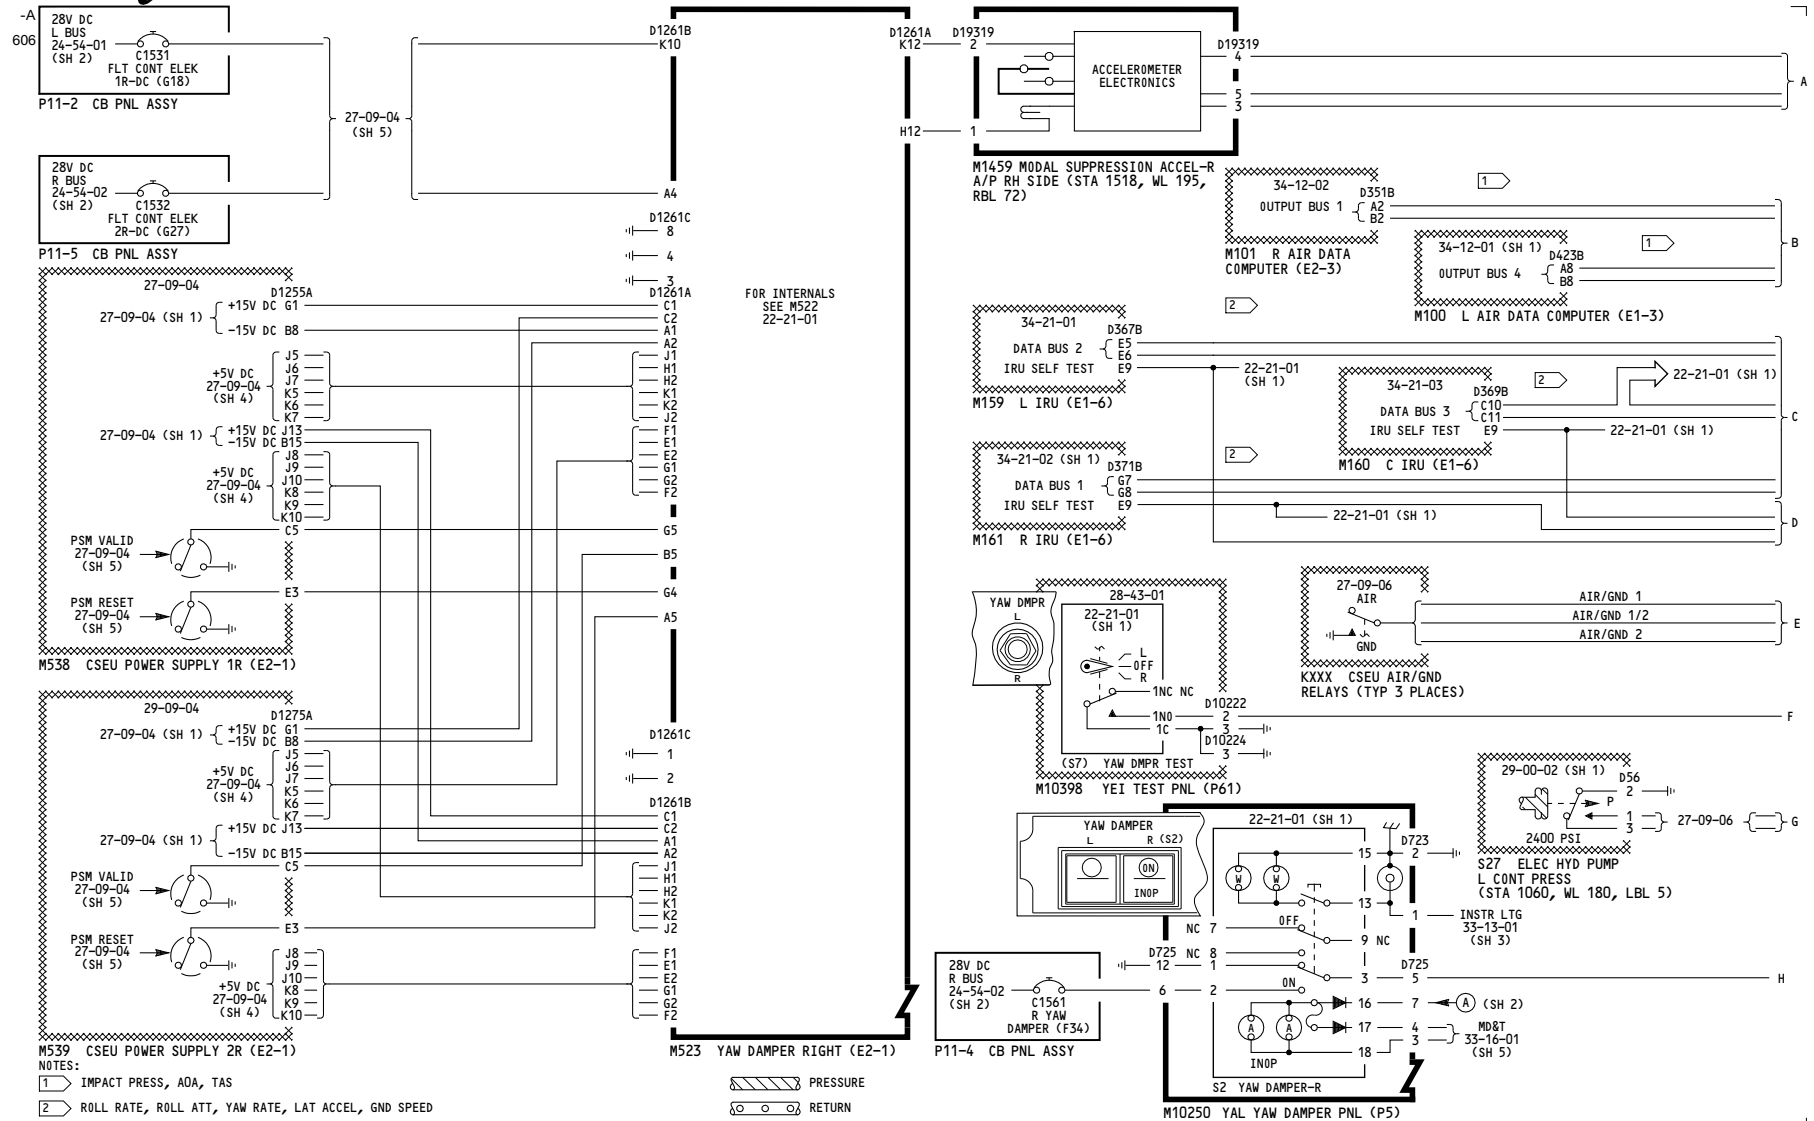 -A
606
28V DC
L BUS
24-54-01
(SH 2)
C1531
FLT CONT ELEK
1R-DC (G18)
P11-2 CB PNL ASSY
28V DC
R BUS
24-54-02
(SH 2)
C1532
FLT CONT ELEK
2R-DC (G27)
P11-5 CB PNL ASSY
27-09-04
(SH 5)
D1261B
K10
A4
D1261C
8
4
3
D1261A
C1
C2
A1
A2
J1
H1
H2
K1
K2
J2
F1
E1
E2
G1
G2
F2
G5
B5
G4
A5
D1261C
1
2
D1261B
C1
C2
A1
A2
J1
H1
H2
K1
K2
J2
F1
E1
E2
G1
G2
F2
FOR INTERNALS
SEE M522
22-21-01
M523 YAW DAMPER RIGHT (E2-1)
27-09-04
D1255A
27-09-04 (SH 1)
+15V DC G1
-15V DC B8
+5V DC
27-09-04
(SH 4)
J5
J6
J7
K5
K6
K7
27-09-04 (SH 1)
+15V DC J13
-15V DC B15
+5V DC
27-09-04
(SH 4)
J8
J9
J10
K8
K9
K10
C5
PSM VALID
27-09-04
(SH 5)
E3
PSM RESET
27-09-04
(SH 5)
M538 CSEU POWER SUPPLY 1R (E2-1)
29-09-04
D1275A
27-09-04 (SH 1)
+15V DC G1
-15V DC B8
+5V DC
27-09-04
(SH 4)
J5
J6
J7
K5
K6
K7
27-09-04 (SH 1)
+15V DC J13
-15V DC B15
C5
PSM VALID
27-09-04
(SH 5)
E3
PSM RESET
27-09-04
(SH 5)
+5V DC
27-09-04
(SH 4)
J8
J9
J10
K8
K9
K10
M539 CSEU POWER SUPPLY 2R (E2-1)
NOTES:
1 IMPACT PRESS, AOA, TAS
2 ROLL RATE, ROLL ATT, YAW RATE, LAT ACCEL, GND SPEED
PRESSURE
RETURN
D1261A
K12
H12
D19319
2
1
ACCELEROMETER
ELECTRONICS
D19319
4
5
3
A
M1459 MODAL SUPPRESSION ACCEL-R
A/P RH SIDE (STA 1518, WL 195,
RBL 72)
34-12-02
D351B
OUTPUT BUS 1
A2
B2
1
M101 R AIR DATA
COMPUTER (E2-3)
34-12-01 (SH 1)
D423B
OUTPUT BUS 4
A8
B8
1
B
M100 L AIR DATA COMPUTER (E1-3)
2
34-21-01
D367B
DATA BUS 2
E5
E6
IRU SELF TEST E9
22-21-01
(SH 1)
M159 L IRU (E1-6)
34-21-03
2
D369B
DATA BUS 3
C10
C11
IRU SELF TEST E9
22-21-01 (SH 1)
22-21-01 (SH 1)
C
M160 C IRU (E1-6)
2
34-21-02 (SH 1)
D371B
DATA BUS 1
G7
G8
IRU SELF TEST E9
22-21-01 (SH 1)
D
M161 R IRU (E1-6)
YAW DMPR
L
R
28-43-01
22-21-01
(SH 1)
L
OFF
R
1NC NC
1NO
1C
D10222
2
3
D10224
3
(S7) YAW DMPR TEST
M10398 YEI TEST PNL (P61)
F
27-09-06
AIR
GND
AIR/GND 1
AIR/GND 1/2
AIR/GND 2
E
KXXX CSEU AIR/GND
RELAYS (TYP 3 PLACES)
29-00-02 (SH 1)
D56
2
P
1
3
2400 PSI
27-09-06
G
S27 ELEC HYD PUMP
L CONT PRESS
(STA 1060, WL 180, LBL 5)
YAW DAMPER
L
R (S2)
ON
INOP
22-21-01 (SH 1)
W
W
15
D723
2
13
1
INSTR LTG
33-13-01
(SH 3)
NC 7
OFF
9 NC
D725 NC 8
12
1
3
D725
5
H
6
2
ON
16
7
A (SH 2)
A
A
17
4
3
MD&T
33-16-01
(SH 5)
18
INOP
S2 YAW DAMPER-R
M10250 YAL YAW DAMPER PNL (P5)
28V DC
R BUS
24-54-02
(SH 2)
C1561
R YAW
DAMPER (F34)
P11-4 CB PNL ASSY